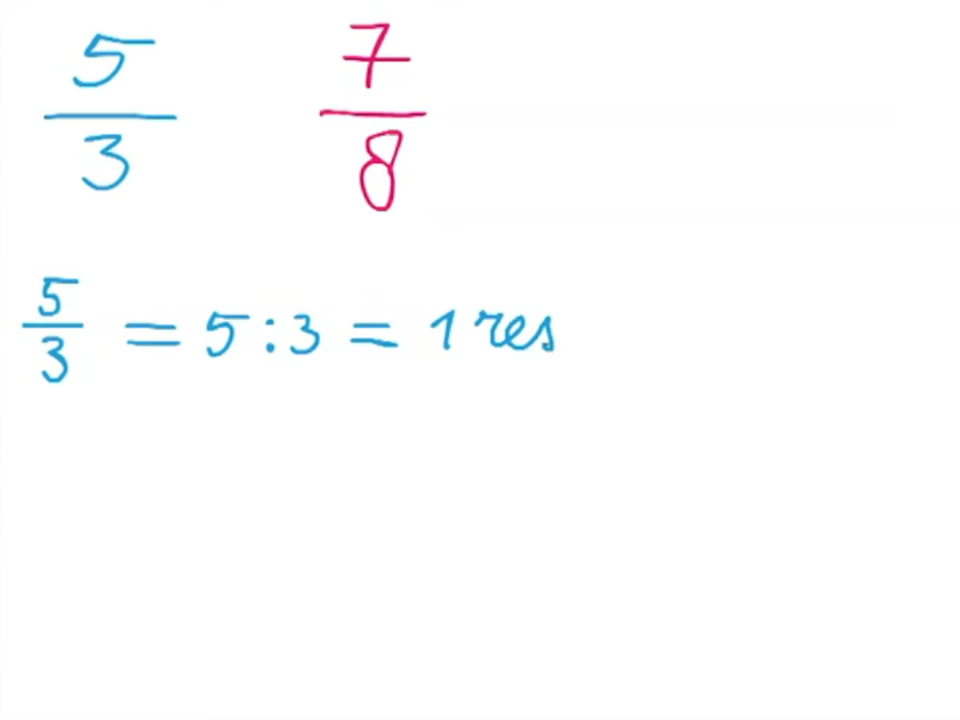 5/3 7/8
5/3 = 5:3 = 1 res